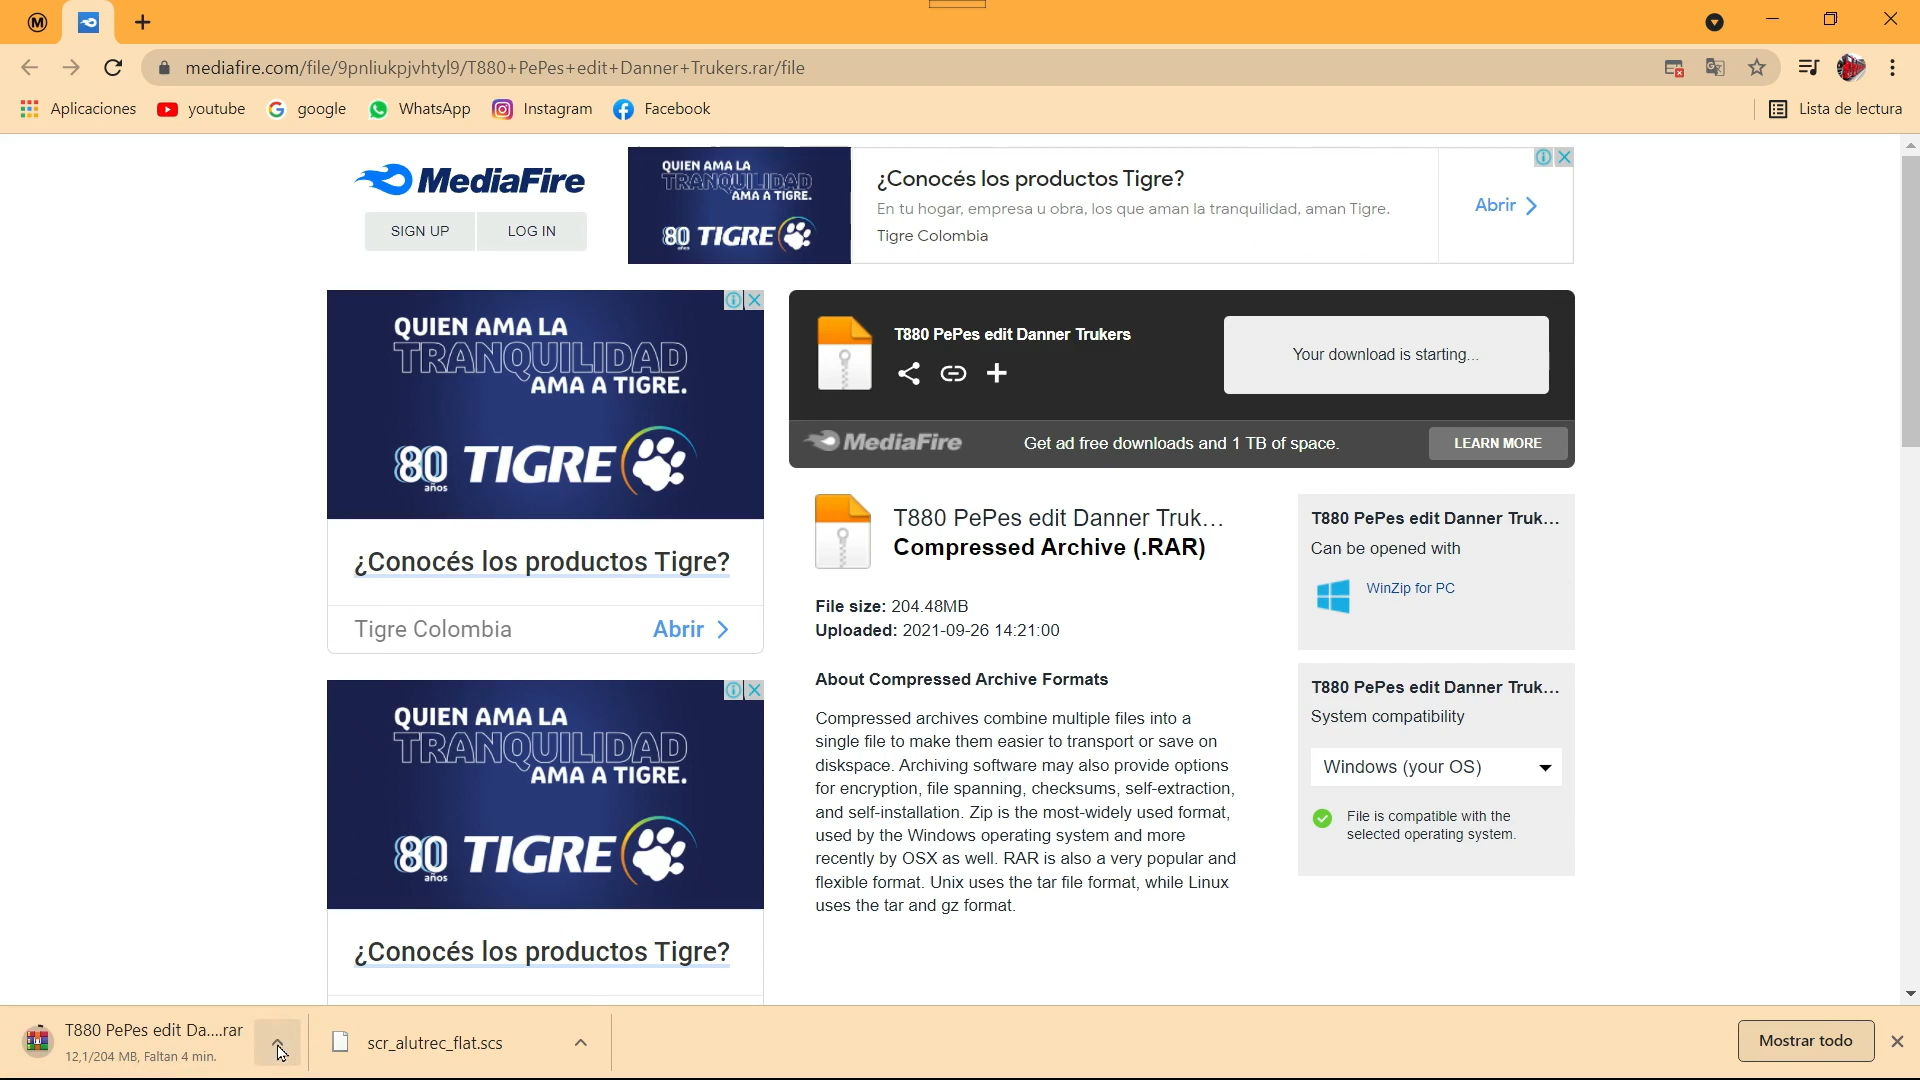 mediafire.com/file/9pnliukpjvhtyl9/T880+PePes+edit+Danner+Trukers.rar/file
Aplicaciones youtube google WhatsApp Instagram Facebook Lista de lectura
MediaFire
SIGN UP LOG IN
QUIEN AMA LA
TRANQUILIDAD
AMA A TIGRE.
80 años TIGRE
¿Conocés los productos Tigre?
En tu hogar, empresa u obra, los que aman la tranquilidad, aman Tigre.
Tigre Colombia
Abrir
QUIEN AMA LA
TRANQUILIDAD
AMA A TIGRE.
80 TIGRE
años
¿Conocés los productos Tigre?
Tigre Colombia Abrir
QUIEN AMA LA
TRANQUILIDAD
AMA A TIGRE.
80 TIGRE
años
¿Conocés los productos Tigre?
T880 PePes edit Danner Trukers
Your download is starting...
MediaFire Get ad free downloads and 1 TB of space. LEARN MORE
T880 PePes edit Danner Truk...
Compressed Archive (.RAR)
File size: 204.48MB
Uploaded: 2021-09-26 14:21:00
About Compressed Archive Formats
Compressed archives combine multiple files into a
single file to make them easier to transport or save on
diskspace. Archiving software may also provide options
for encryption, file spanning, checksums, self-extraction,
and self-installation. Zip is the most-widely used format,
used by the Windows operating system and more
recently by OSX as well. RAR is also a very popular and
flexible format. Unix uses the tar file format, while Linux
uses the tar and gz format.
T880 PePes edit Danner Truk...
Can be opened with
WinZip for PC
T880 PePes edit Danner Truk...
System compatibility
Windows (your OS)
File is compatible with the
selected operating system.
T880 PePes edit Da....rar
12,1/204 MB, Faltan 4 min.
scr_alutrec_flat.scs
Mostrar todo